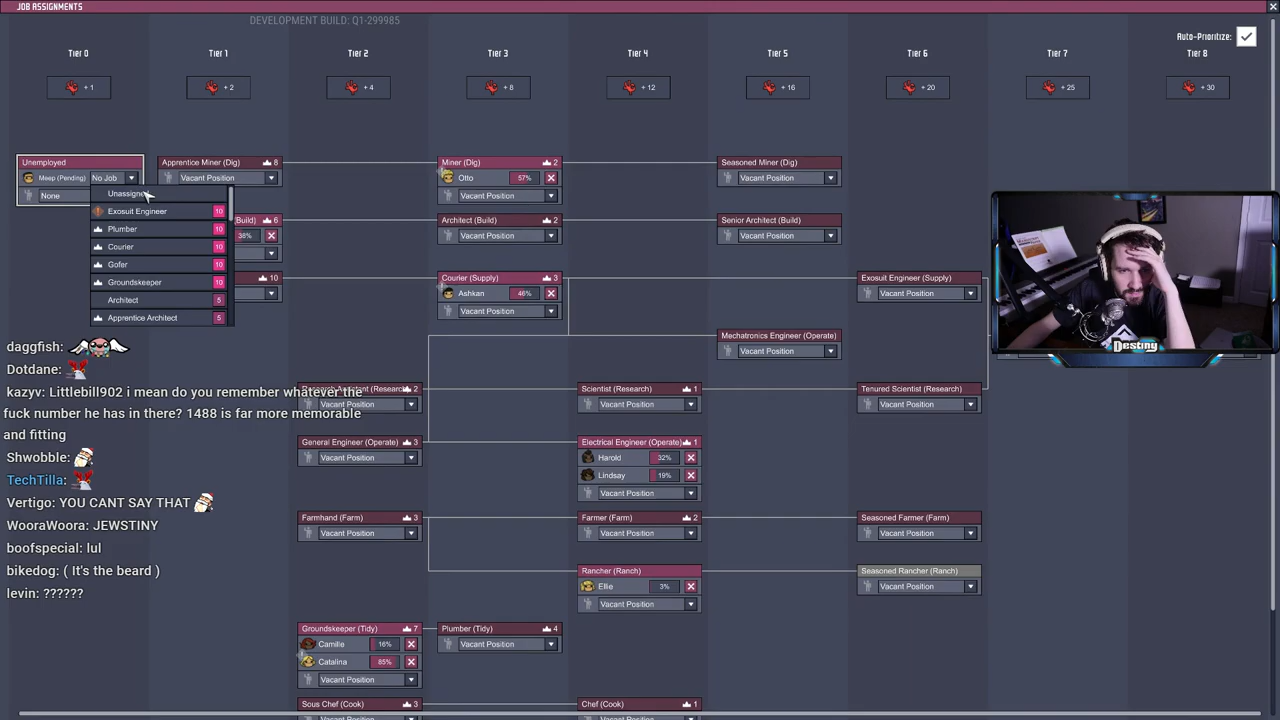 JOB ASSIGNMENTS
DEVELOPMENT BUILD: Q1-299985
Auto-Prioritize:
Tier 0 Tier 1 Tier 2 Tier 3 Tier 4 Tier 5 Tier 6 Tier 7 Tier 8
+ 1 + 2 + 4 + 8 + 12 + 16 + 20 + 25 + 30
Unemployed Apprentice Miner (Dig) 8 Miner (Dig) 2 Seasoned Miner (Dig)
Meep (Pending) No Job Vacant Position Otto 57% Vacant Position
None Vacant Position
Unassigned
Exosuit Engineer 10
Plumber 10
Courier 10
Gofer 10
Groundskeeper 10
Architect 5
Apprentice Architect 5
Build) 6 Architect (Build) Senior Architect (Build)
38% Vacant Position Vacant Position
10 Courier (Supply) 3 Exosuit Engineer (Supply)
Ashkan 46% Vacant Position
Vacant Position
Mechatronics Engineer (Operate)
Vacant Position
Research Assistant (Research) 2 Scientist (Research) 1 Tenured Scientist (Research)
Vacant Position Vacant Position Vacant Position
General Engineer (Operate) 3 Electrical Engineer (Operate) 1
Vacant Position Harold 32%
Lindsay 19%
Vacant Position
Farmhand (Farm) 3 Farmer (Farm) 2 Seasoned Farmer (Farm)
Vacant Position Vacant Position Vacant Position
Rancher (Ranch) Seasoned Rancher (Ranch)
Ellie 3% Vacant Position
Vacant Position
Groundskeeper (Tidy) 7 Plumber (Tidy) 4
Camille 16% Vacant Position
Catalina 85%
Vacant Position
Sous Chef (Cook) 3 Chef (Cook) 1
daggfish:
Dotdane:
kazyv: Littlebill902 i mean do you remember whatever the
fuck number he has in there? 1488 is far more memorable
and fitting
Shwobble:
TechTilla:
Vertigo: YOU CANT SAY THAT
WooraWoora: JEWSTINY
boofspecial: lul
bikedog: ( It's the beard )
levin: ??????
Destiny